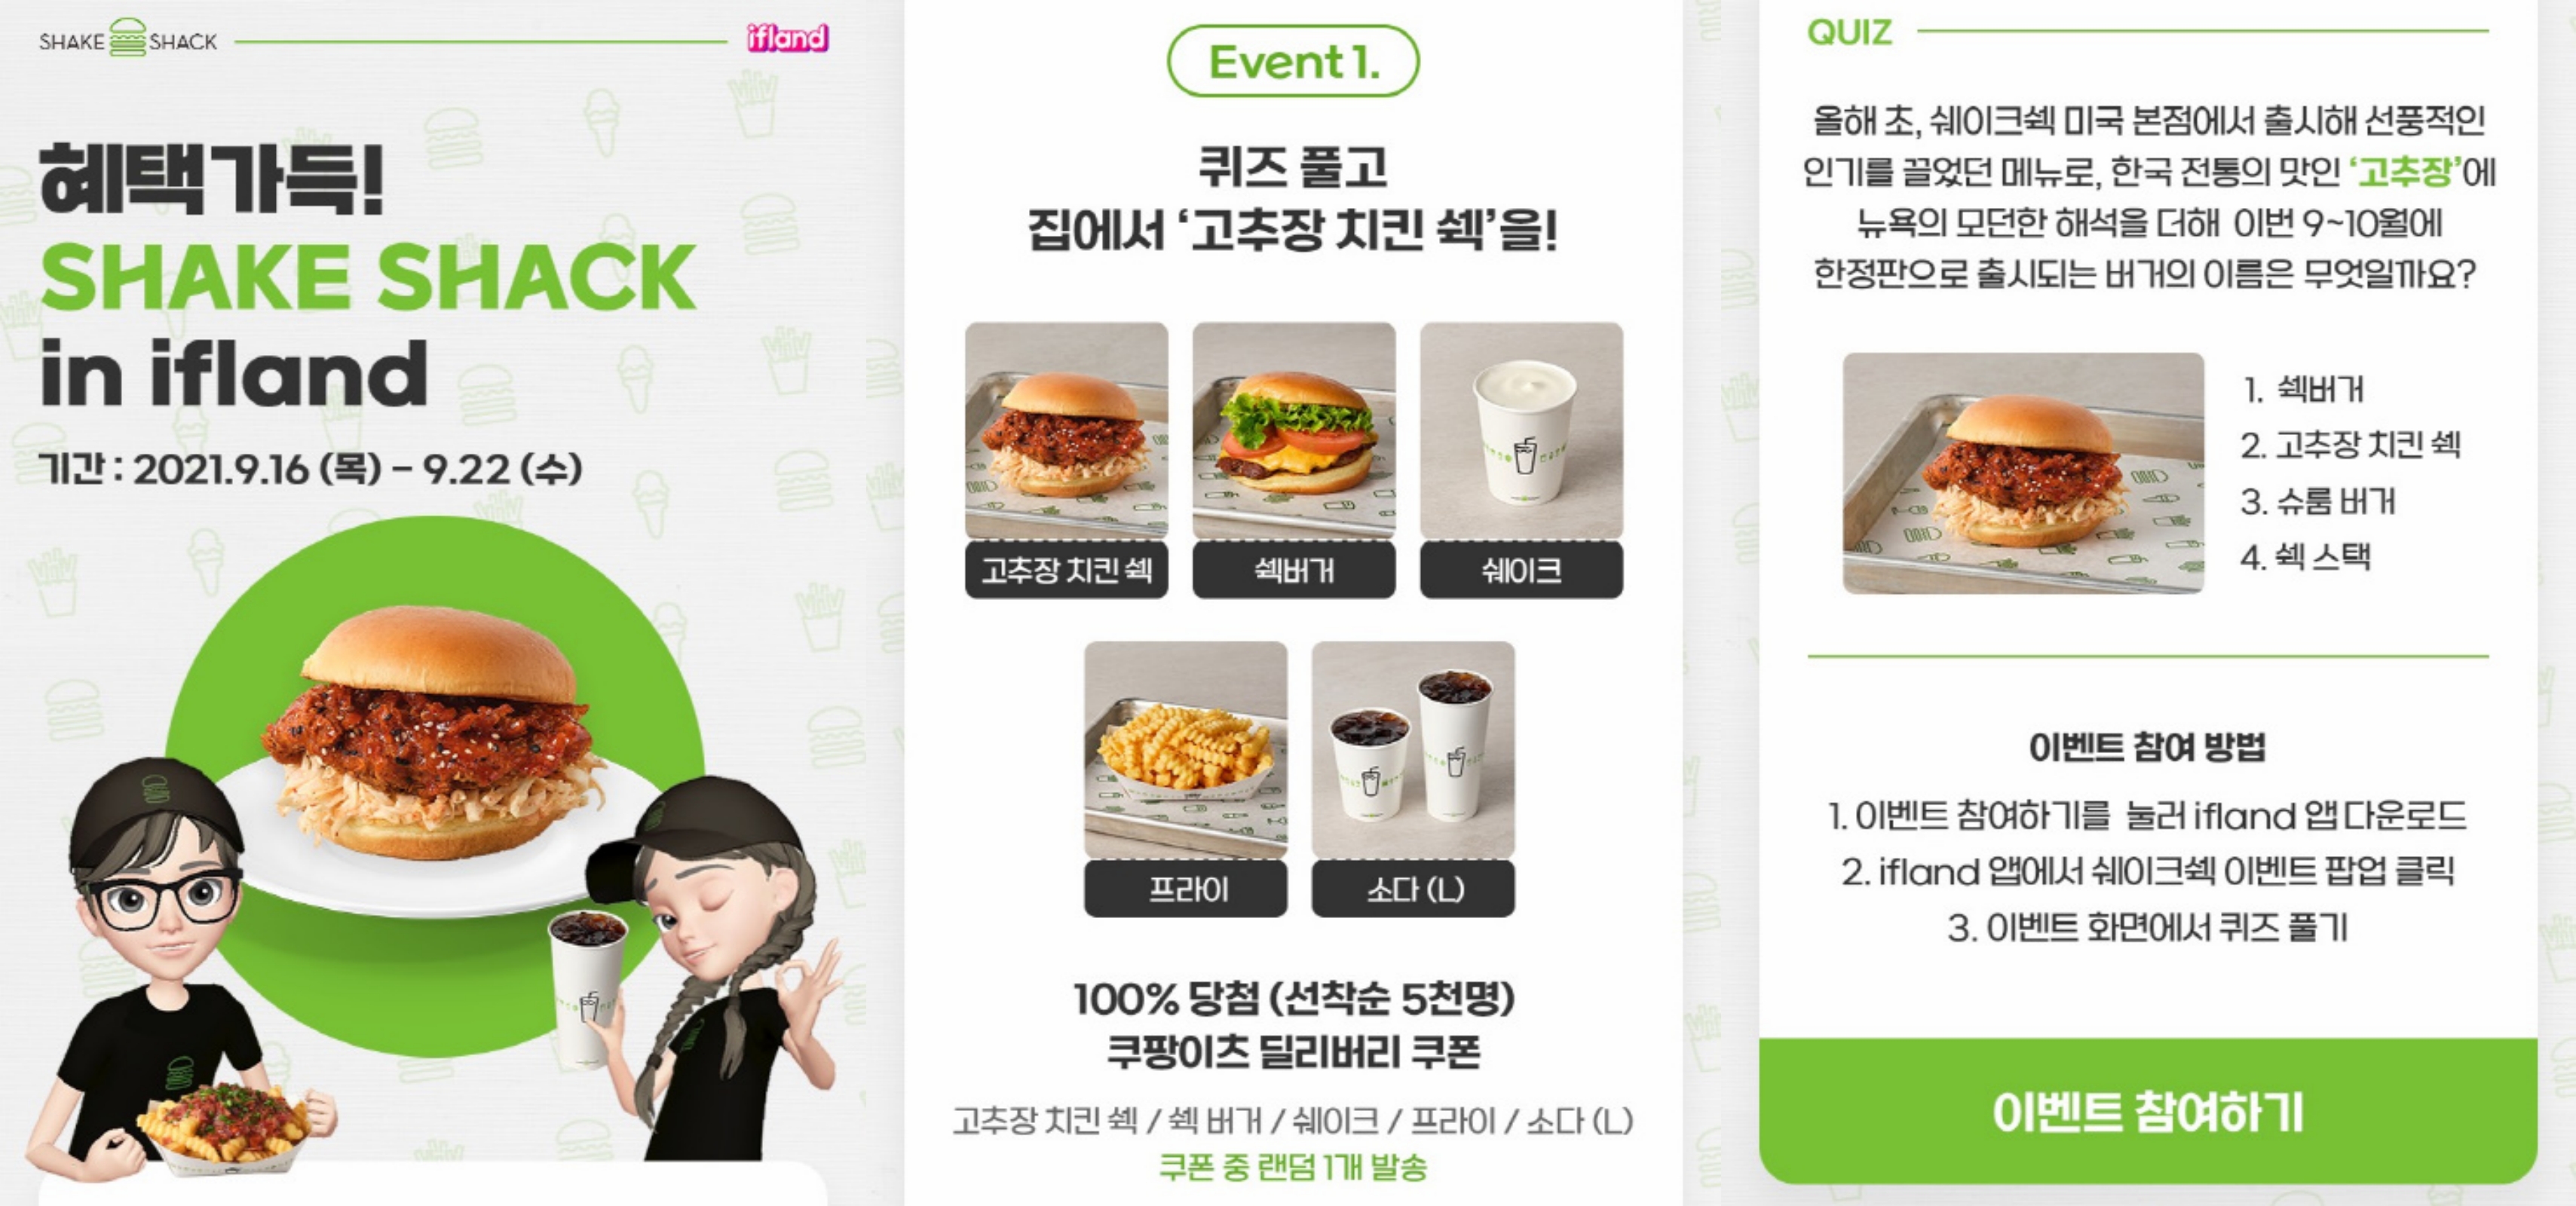 SHAKE SHACK
ifland
혜택가득!
SHAKE SHACK
in ifland
기간 : 2021.9.16 (목) – 9.22 (수)
Event 1.
퀴즈 풀고
집에서 ‘고추장 치킨 쉑’을!
고추장 치킨 쉑
쉑버거
쉐이크
프라이
소다 (L)
100% 당첨 (선착순 5천명)
쿠팡이츠 딜리버리 쿠폰
고추장 치킨 쉑 / 쉑 버거 / 쉐이크 / 프라이 / 소다 (L)
쿠폰 중 랜덤 1개 발송
QUIZ
올해 초, 쉐이크쉑 미국 본점에서 출시해 선풍적인
인기를 끌었던 메뉴로, 한국 전통의 맛인 ‘고추장’에
뉴욕의 모던한 해석을 더해 이번 9~10월에
한정판으로 출시되는 버거의 이름은 무엇일까요?
1. 쉑버거
2. 고추장 치킨 쉑
3. 슈룸 버거
4. 쉑 스택
이벤트 참여 방법
1. 이벤트 참여하기를 눌러 ifland 앱 다운로드
2. ifland 앱에서 쉐이크쉑 이벤트 팝업 클릭
3. 이벤트 화면에서 퀴즈 풀기
이벤트 참여하기